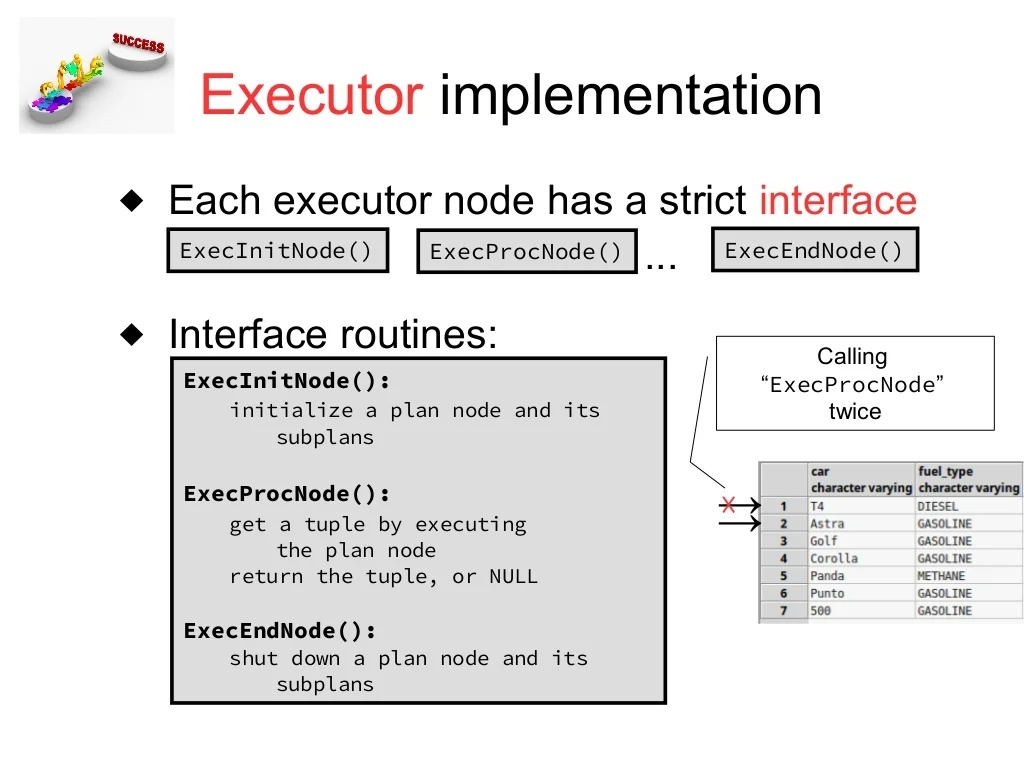 SUCCESS
Executor implementation
◆ Each executor node has a strict interface
ExecInitNode() ExecProcNode() ... ExecEndNode()
◆ Interface routines:
ExecInitNode():
initialize a plan node and its
subplans
ExecProcNode():
get a tuple by executing
the plan node
return the tuple, or NULL
ExecEndNode():
shut down a plan node and its
subplans
Calling
“ExecProcNode”
twice
car fuel_type
character varying character varying
X
1 T4 DIESEL
2 Astra GASOLINE
3 Golf GASOLINE
4 Corolla GASOLINE
5 Panda METHANE
6 Punto GASOLINE
7 500 GASOLINE